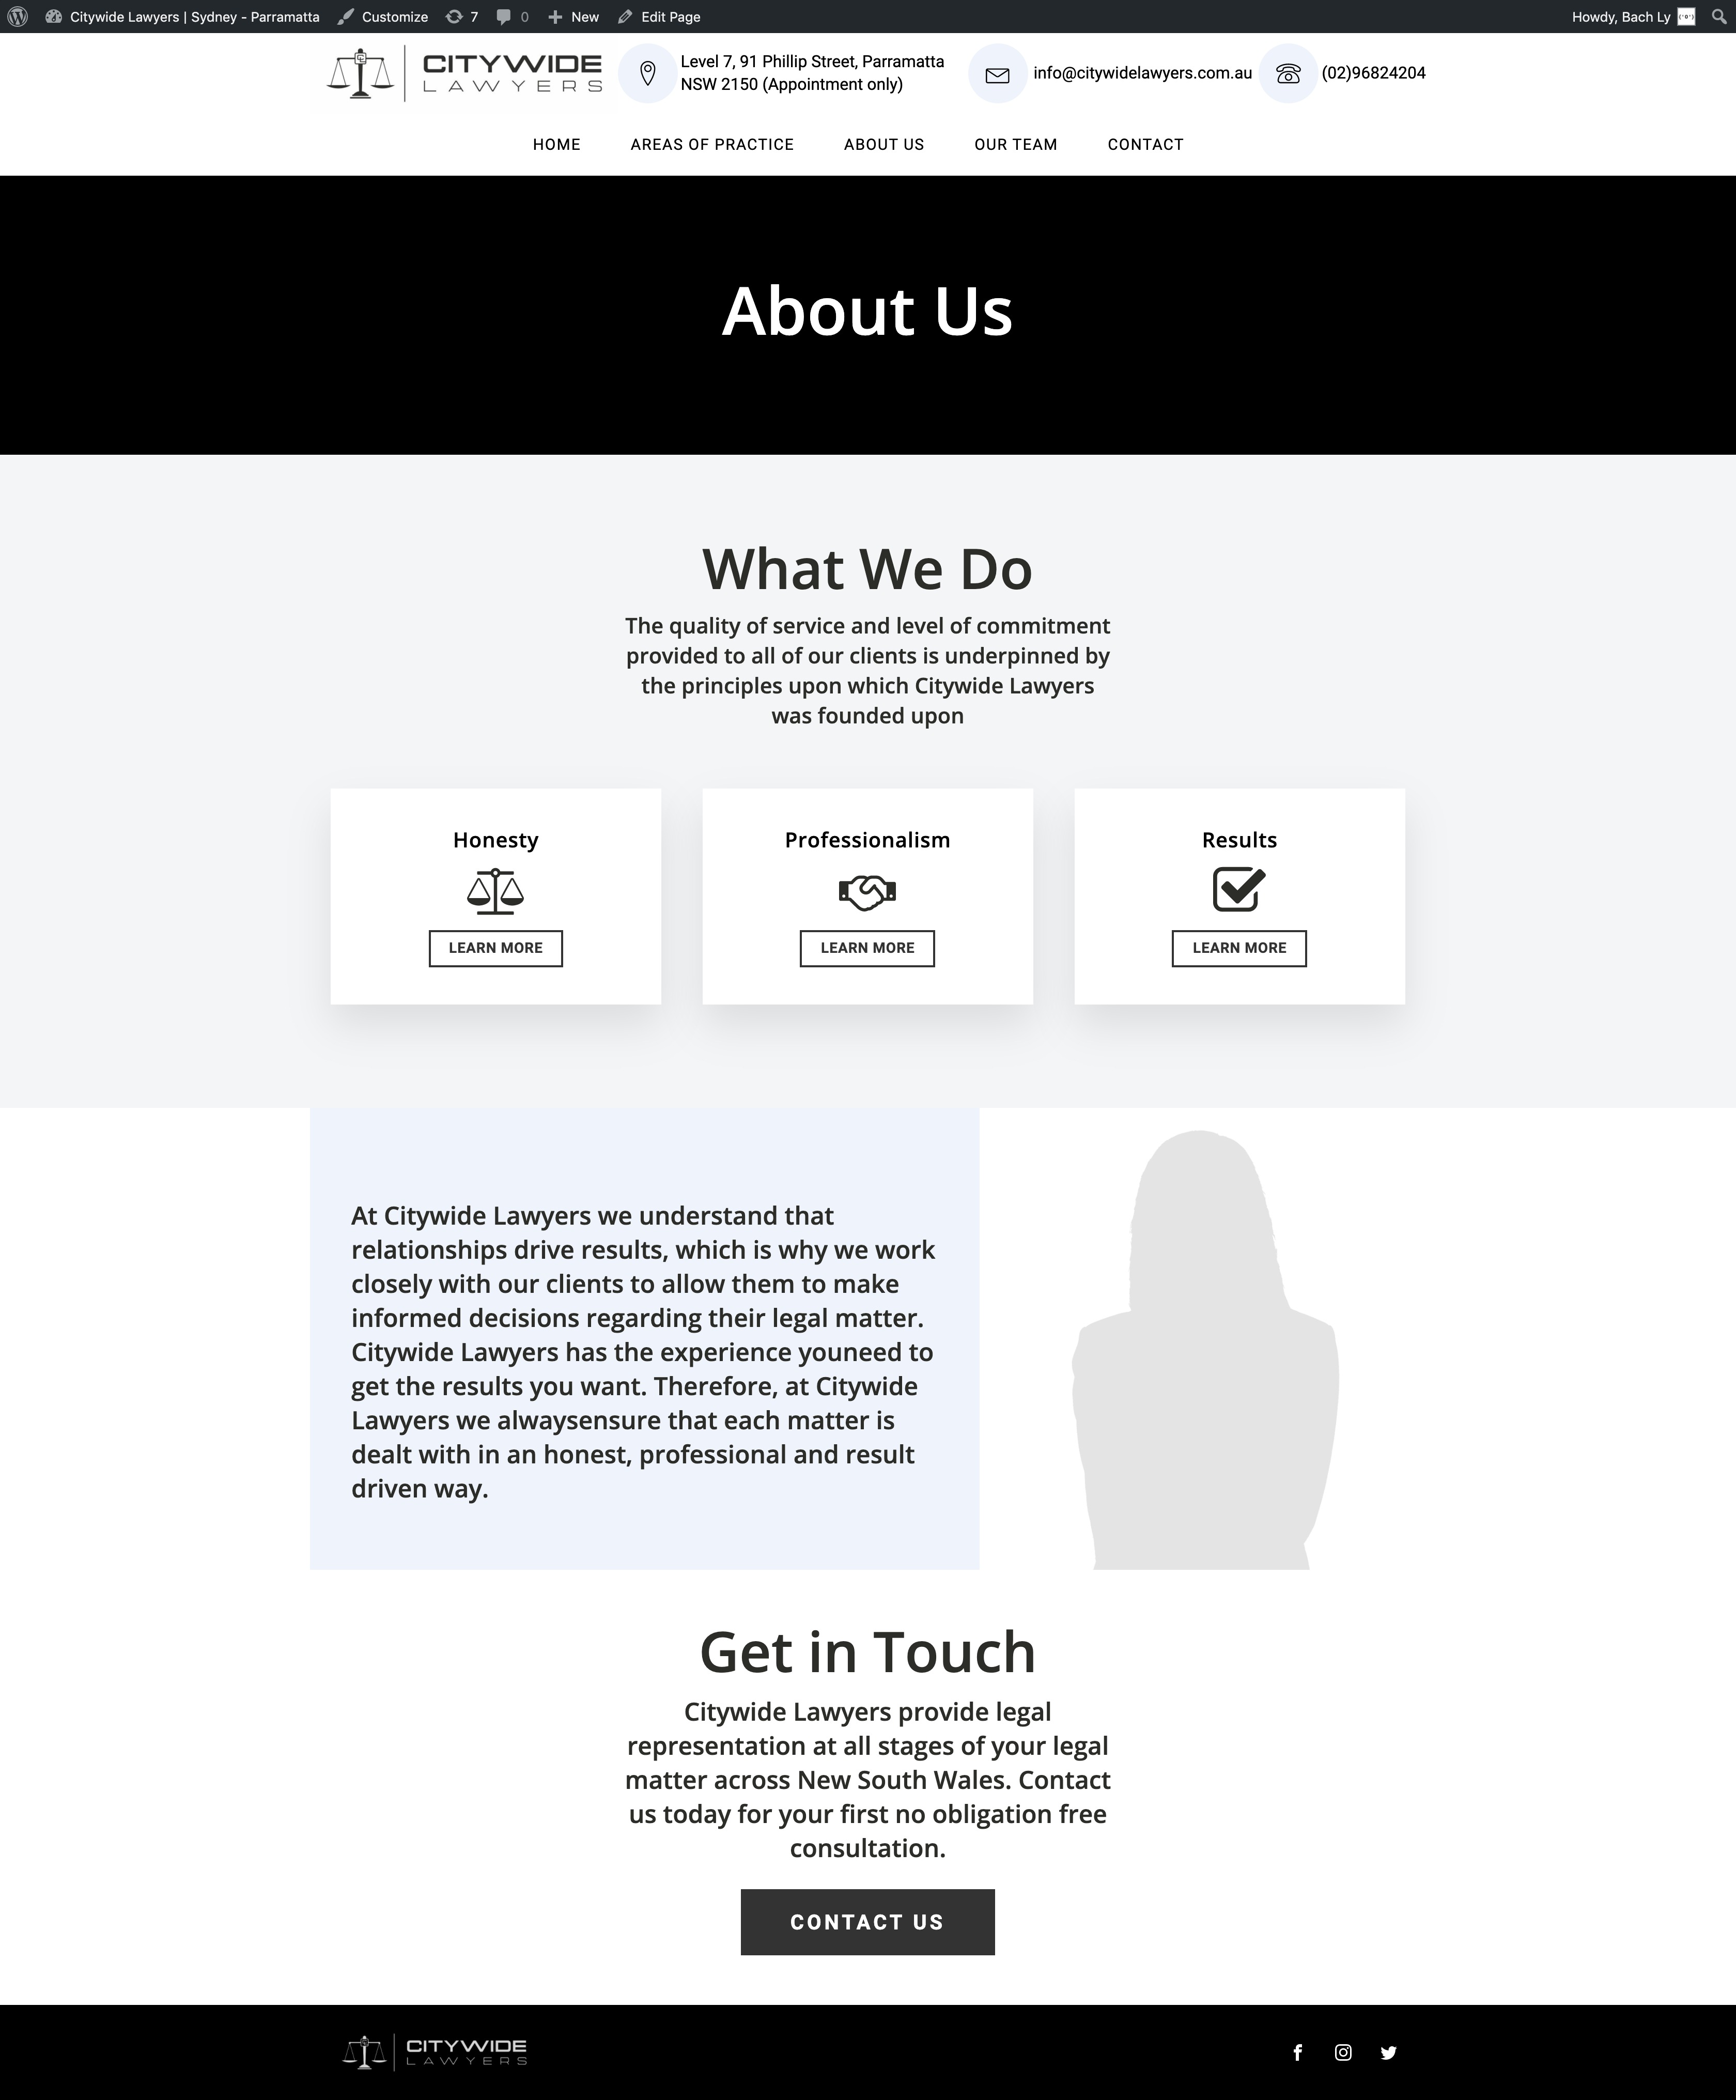 Citywide Lawyers | Sydney - Parramatta Customize 7 0 New Edit Page Howdy, Bach Ly
CITYWIDE
LAWYERS
Level 7, 91 Phillip Street, Parramatta
NSW 2150 (Appointment only)
info@citywidelawyers.com.au
(02)96824204
HOME AREAS OF PRACTICE ABOUT US OUR TEAM CONTACT
About Us
What We Do
The quality of service and level of commitment
provided to all of our clients is underpinned by
the principles upon which Citywide Lawyers
was founded upon
Honesty
LEARN MORE
Professionalism
LEARN MORE
Results
LEARN MORE
At Citywide Lawyers we understand that
relationships drive results, which is why we work
closely with our clients to allow them to make
informed decisions regarding their legal matter.
Citywide Lawyers has the experience youneed to
get the results you want. Therefore, at Citywide
Lawyers we alwaysensure that each matter is
dealt with in an honest, professional and result
driven way.
Get in Touch
Citywide Lawyers provide legal
representation at all stages of your legal
matter across New South Wales. Contact
us today for your first no obligation free
consultation.
CONTACT US
CITYWIDE
LAWYERS